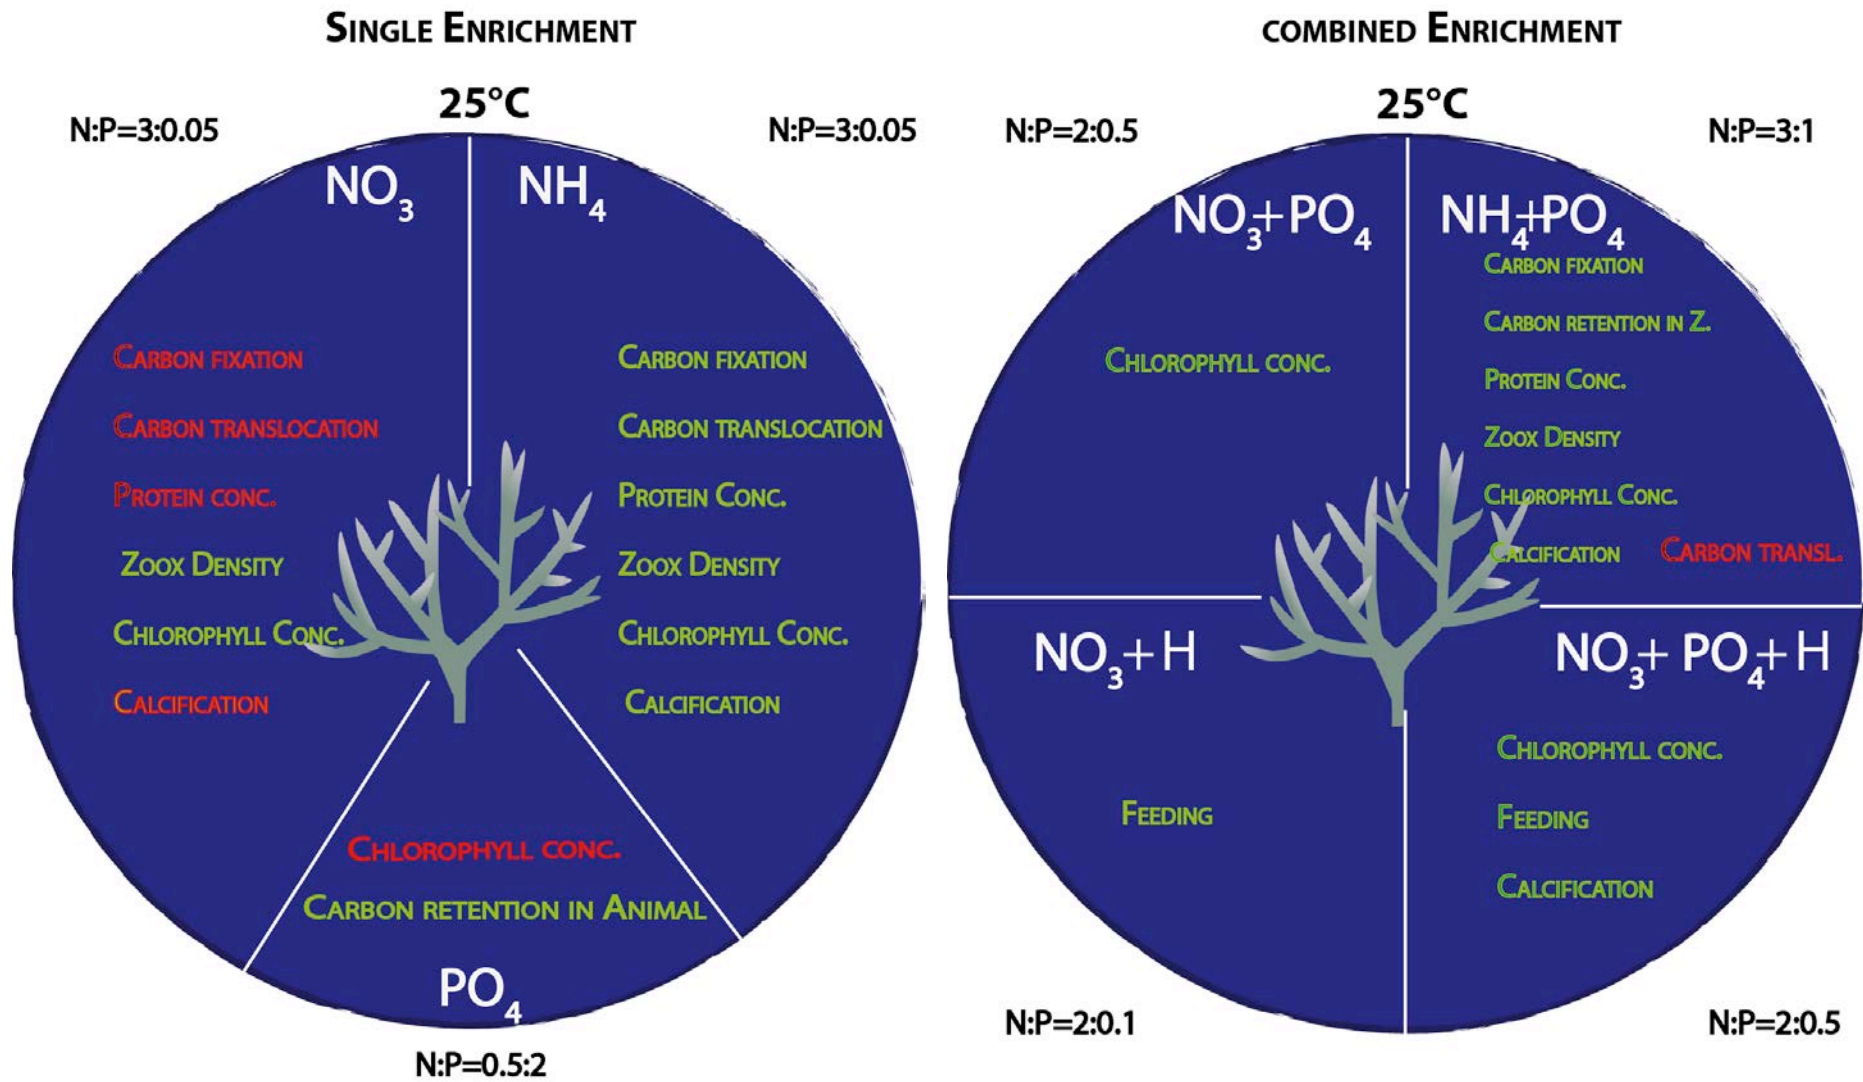 SINGLE ENRICHMENT
25°C
N:P=3:0.05
N:P=3:0.05
NO3
NH4
CARBON FIXATION
CARBON TRANSLOCATION
PROTEIN CONC.
ZOOX DENSITY
CHLOROPHYLL CONC.
CALCIFICATION
CARBON FIXATION
CARBON TRANSLOCATION
PROTEIN CONC.
ZOOX DENSITY
CHLOROPHYLL CONC.
CALCIFICATION
CHLOROPHYLL CONC.
CARBON RETENTION IN ANIMAL
PO4
N:P=0.5:2
COMBINED ENRICHMENT
25°C
N:P=2:0.5
N:P=3:1
NO3+PO4
CHLOROPHYLL CONC.
NH4+PO4
CARBON FIXATION
CARBON RETENTION IN Z.
PROTEIN CONC.
ZOOX DENSITY
CHLOROPHYLL CONC.
CALCIFICATION CARBON TRANSL.
NO3+H
FEEDING
NO3+ PO4+H
CHLOROPHYLL CONC.
FEEDING
CALCIFICATION
N:P=2:0.1
N:P=2:0.5